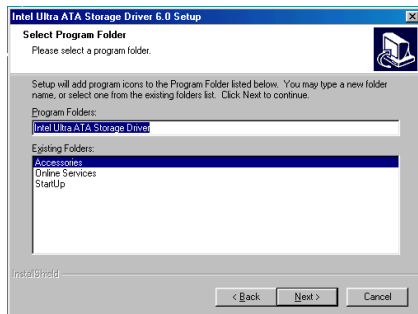 Intel Ultra ATA Storage Driver 6.0 Setup
Select Program Folder
Please select a program folder.
Setup will add program icons to the Program Folder listed below. You may type a new folder
name, or select one from the existing folders list. Click Next to continue.
Program Folders:
Intel Ultra ATA Storage Driver
Existing Folders:
Accessories
Online Services
StartUp
InstallShield
< Back
Next >
Cancel